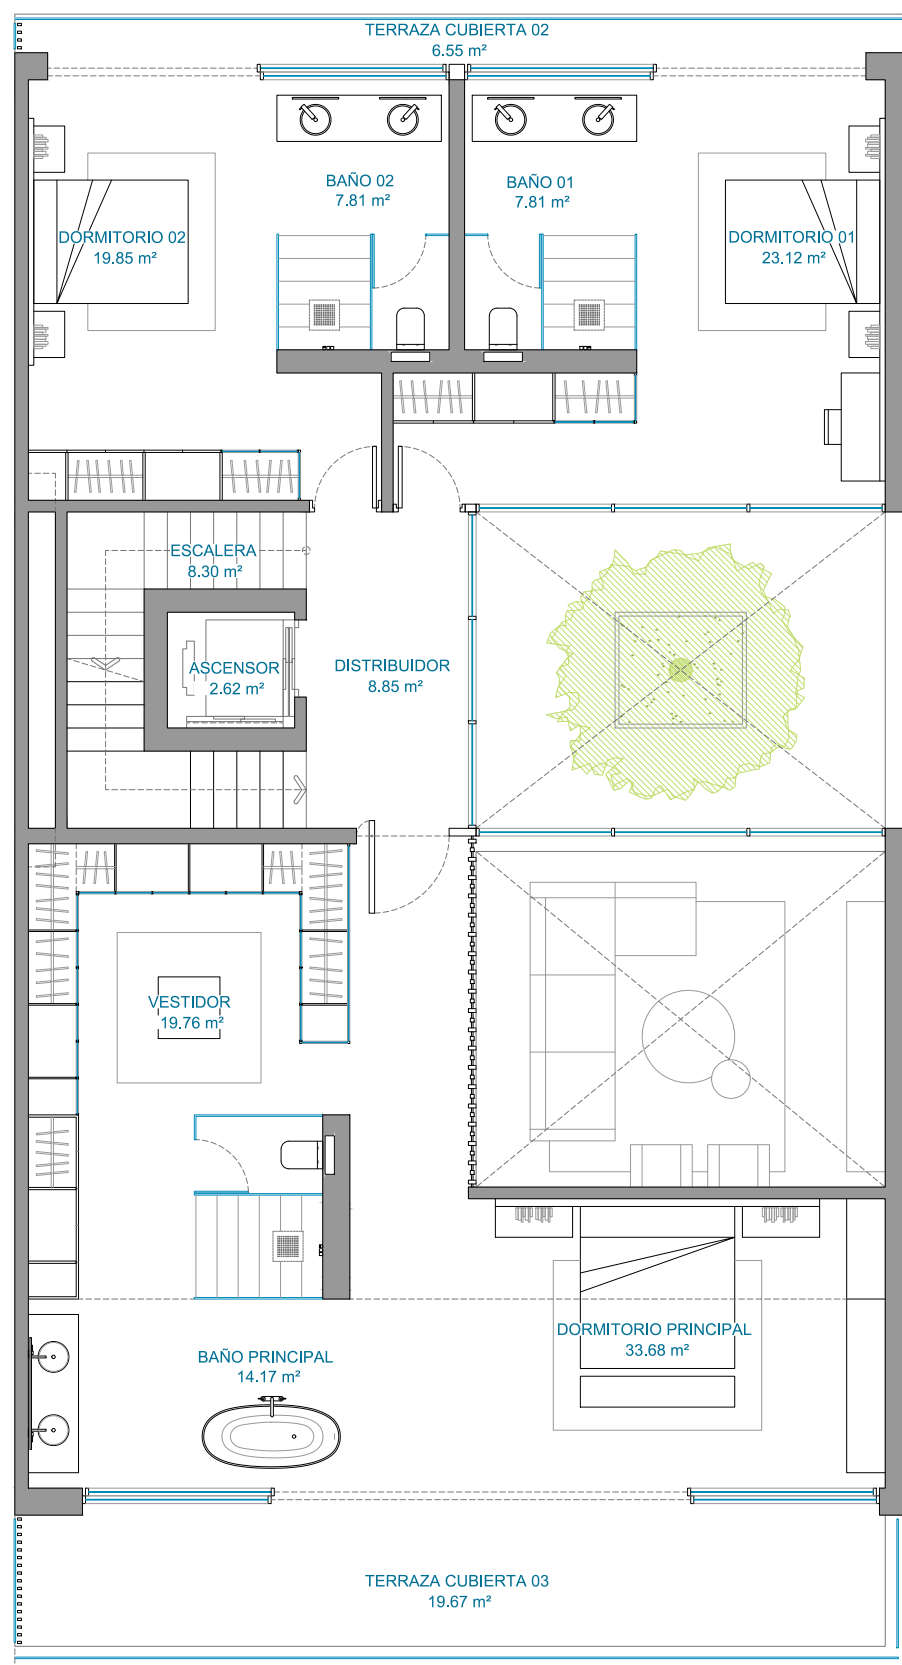 TERRAZA CUBIERTA 02
6.55 m²
BAÑO 02
7.81 m²
BAÑO 01
7.81 m²
DORMITORIO 02
19.85 m²
DORMITORIO 01
23.12 m²
ESCALERA
8.30 m²
ASCENSOR
2.62 m²
DISTRIBUIDOR
8.85 m²
VESTIDOR
19.76 m²
DORMITORIO PRINCIPAL
33.68 m²
BAÑO PRINCIPAL
14.17 m²
TERRAZA CUBIERTA 03
19.67 m²